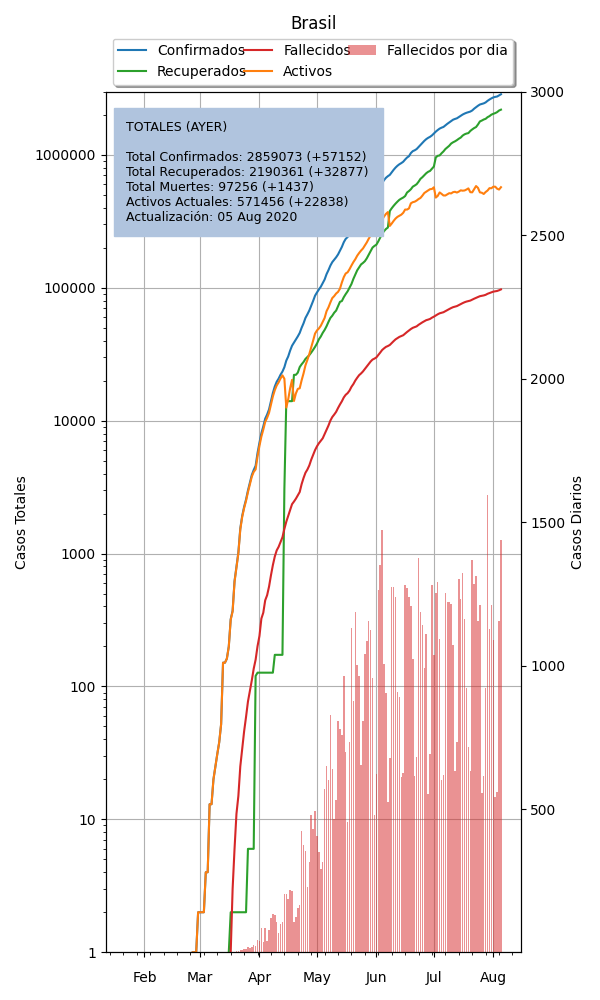 Brasil
Confirmados
Fallecidos
Fallecidos por dia
Recuperados
Activos
TOTALES (AYER)
Total Confirmados: 2859073 (+57152)
Total Recuperados: 2190361 (+32877)
Total Muertes: 97256 (+1437)
Activos Actuales: 571456 (+22838)
Actualización: 05 Aug 2020
Casos Totales
1000000
100000
10000
1000
100
10
1
Casos Diarios
3000
2500
2000
1500
1000
500
Feb Mar Apr May Jun Jul Aug